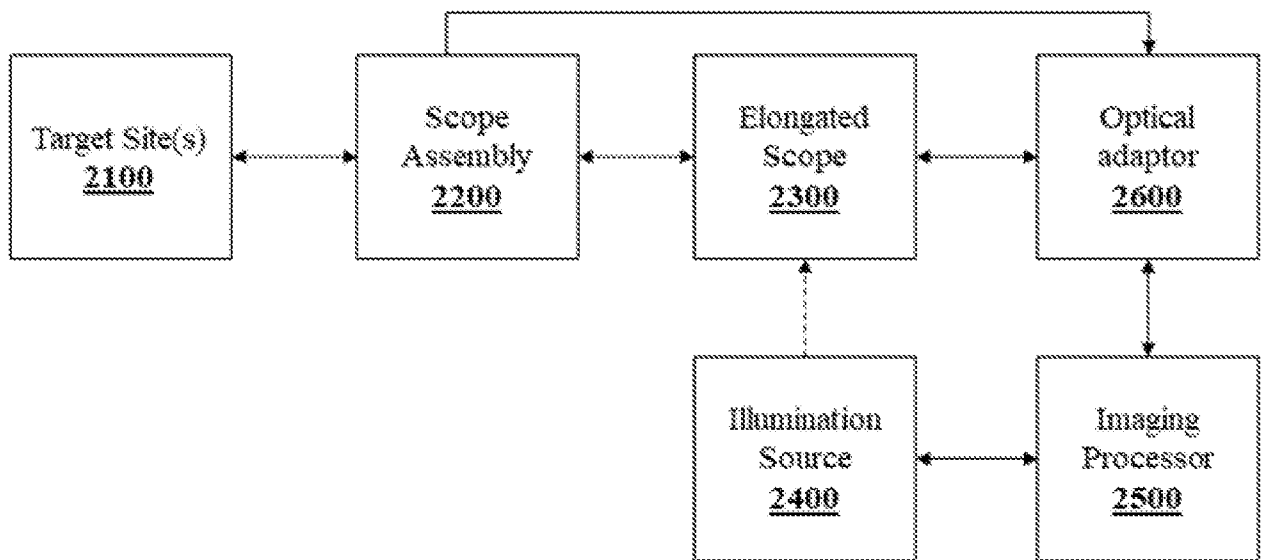 Target Site(s)
2100
Scope
Assembly
2200
Elongated
Scope
2300
Optical
adaptor
2600
Illumination
Source
2400
Imaging
Processor
2500